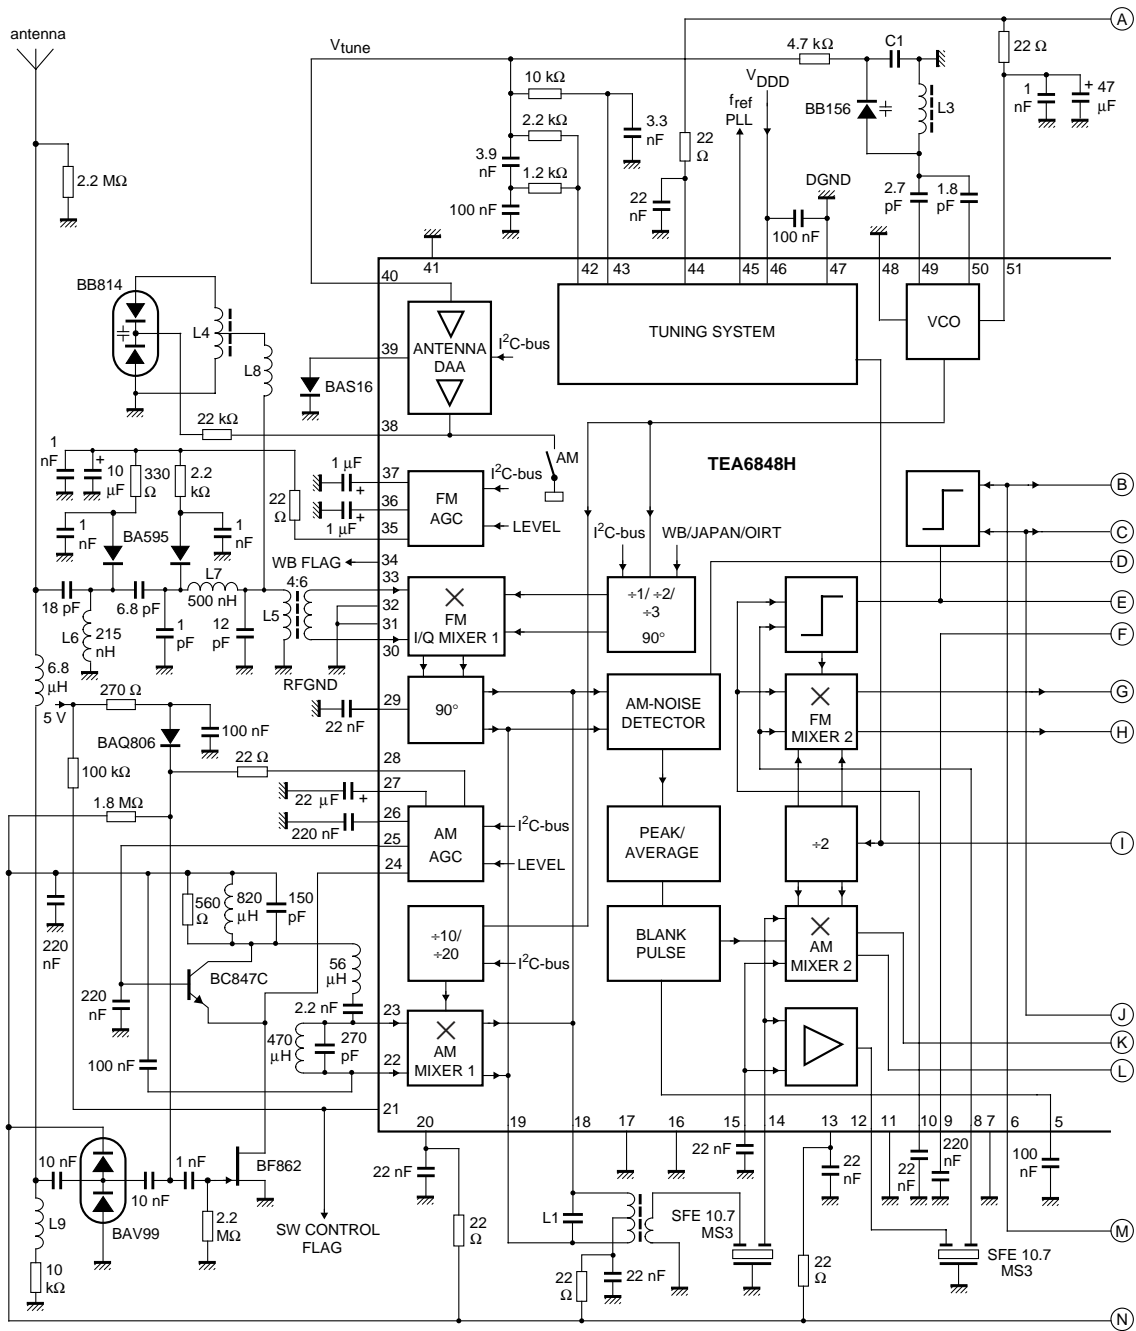 A
antenna
Vtune
4.7 kΩ
C1
22 Ω
10 kΩ
VDDD
fref
PLL
BB156
L3
1
nF
+ 47
µF
2.2 kΩ
3.3
nF
22
Ω
3.9
nF
1.2 kΩ
2.2 MΩ
DGND
2.7
pF
1.8
pF
100 nF
22
nF
100 nF
41
42 43 44 45 46 47 48 49 50 51
40
BB814
L4
ANTENNA
DAA
I2C-bus
TUNING SYSTEM
VCO
39
L8
BAS16
22 kΩ
38
AM
1
nF
+
10
µF
330
Ω
2.2
kΩ
1 µF
+
37
TEA6848H
B
22
Ω
36
FM
AGC
I2C-bus
1 µF
+
35
LEVEL
C
1
nF
BA595
1
nF
I2C-bus
WB/JAPAN/OIRT
WB FLAG
34
D
18 pF
6.8 pF
L7
500 nH
4:6
L5
33
32
31
30
FM
I/Q MIXER 1
÷1/ ÷2/
÷3
90°
E
L6
215
nH
1
pF
12
pF
F
6.8
µH
RFGND
270 Ω
5 V
29
22 nF
90°
AM-NOISE
DETECTOR
FM
MIXER 2
G
H
BAQ806
100 nF
100 kΩ
22 Ω
28
27
22 µF
+
1.8 MΩ
26
220 nF
AM
AGC
I2C-bus
PEAK/
AVERAGE
÷2
I
25
24
LEVEL
560
Ω
820
µH
150
pF
220
nF
÷10/
÷20
I2C-bus
BLANK
PULSE
AM
MIXER 2
56
µH
BC847C
220
nF
2.2 nF
23
J
470
µH
270
pF
AM
MIXER 1
K
100 nF
22
L
21
20 19 18 17 16 15 14 13 12 11 10 9 8 7 6 5
10 nF
10 nF
1 nF
BF862
22 nF
22 nF
22
nF
22
nF
220
nF
100
nF
L9
BAV99
2.2
MΩ
SW CONTROL
FLAG
22
Ω
L1
SFE 10.7
MS3
M
SFE 10.7
MS3
10
kΩ
22
Ω
22 nF
22
Ω
N